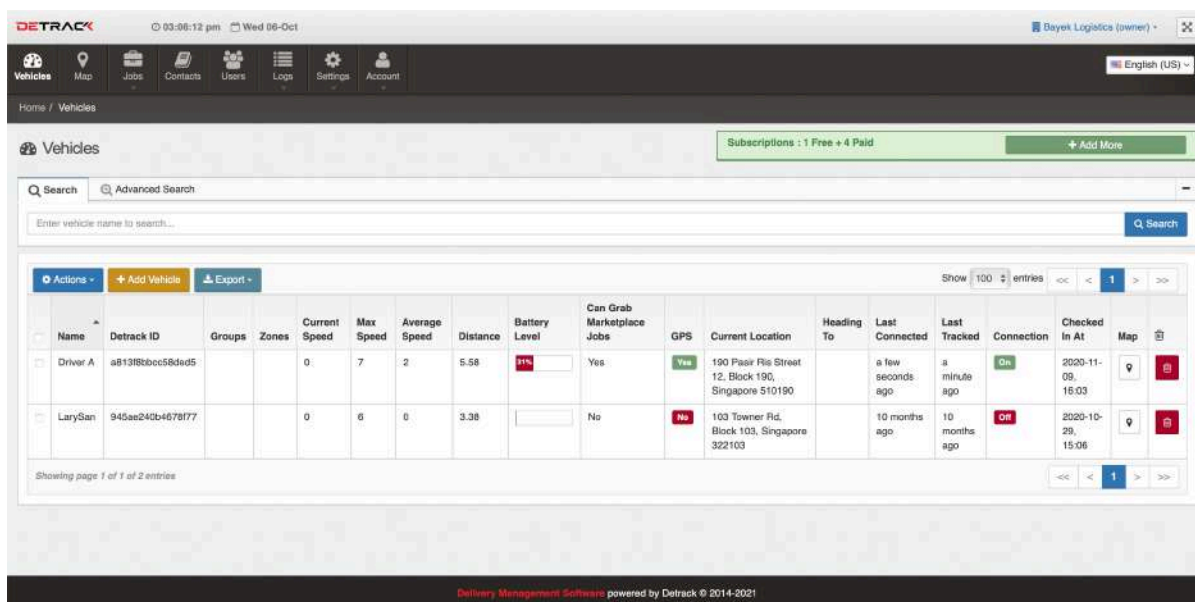 DETRACK 03:06:12 pm Wed 06-Oct Bayek Logistics (owner)
Vehicles Map Jobs Contacts Users Logs Settings Account English (US)
Home / Vehicles
Vehicles
Subscriptions : 1 Free + 4 Paid + Add More
Search Advanced Search
Enter vehicle name to search... Search
Actions + Add Vehicle Export Show 100 entries << < 1 > >>
Name Detrack ID Groups Zones Current Speed Max Speed Average Speed Distance Battery Level Can Grab Marketplace Jobs GPS Current Location Heading To Last Connected Last Tracked Connection Checked In At Map
Driver A a813f8bbcc58ded5 0 7 2 5.58 31% Yes Yes 190 Pasir Ris Street 12, Block 190, Singapore 510190 a few seconds ago a minute ago On 2020-11-09, 16:03
LarySan 945ae240b4678f77 0 6 0 3.38 No No 103 Towner Rd, Block 103, Singapore 322103 10 months ago 10 months ago Off 2020-10-29, 15:06
Showing page 1 of 1 of 2 entries << < 1 > >>
Delivery Management Software powered by Detrack © 2014-2021